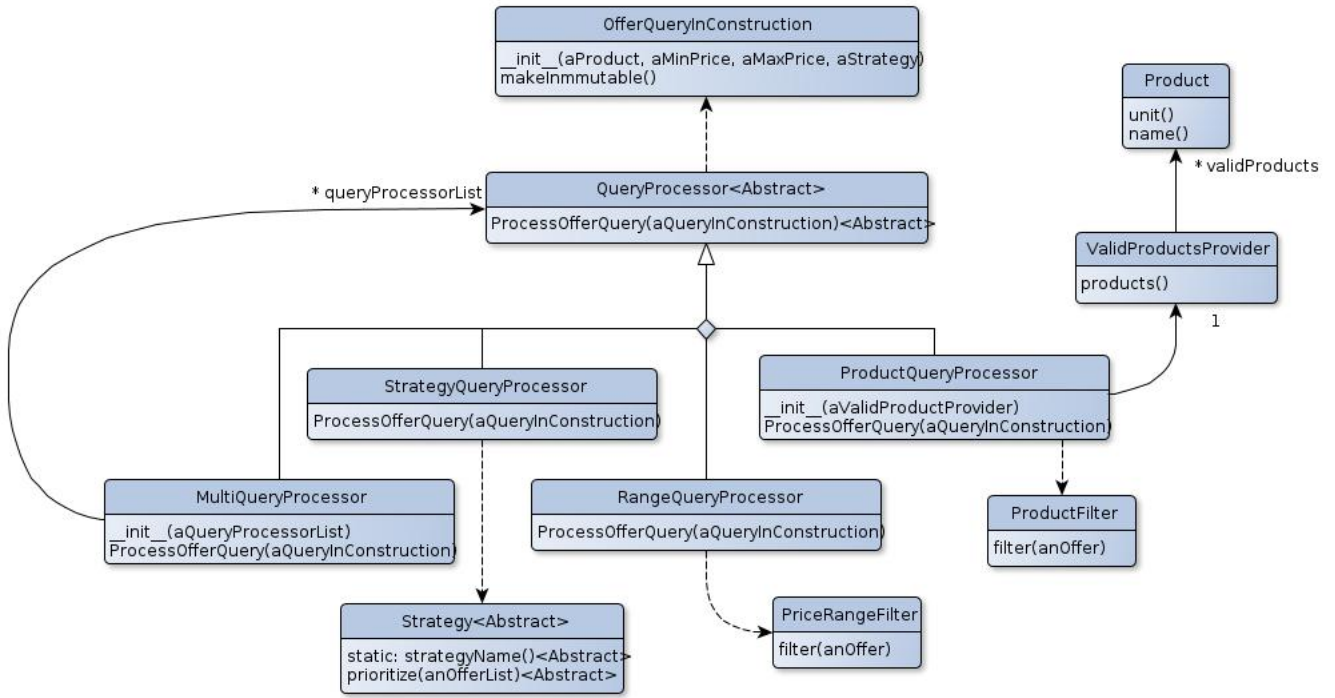 OfferQueryInConstruction
__init__(aProduct, aMinPrice, aMaxPrice, aStrategy)
makeInmmutable()
Product
unit()
name()
* validProducts
* queryProcessorList
QueryProcessor<Abstract>
ProcessOfferQuery(aQueryInConstruction)<Abstract>
ValidProductsProvider
products()
1
StrategyQueryProcessor
ProcessOfferQuery(aQueryInConstruction)
ProductQueryProcessor
__init__(aValidProductProvider)
ProcessOfferQuery(aQueryInConstruction)
MultiQueryProcessor
__init__(aQueryProcessorList)
ProcessOfferQuery(aQueryInConstruction)
RangeQueryProcessor
ProcessOfferQuery(aQueryInConstruction)
ProductFilter
filter(anOffer)
Strategy<Abstract>
static: strategyName()<Abstract>
prioritize(anOfferList)<Abstract>
PriceRangeFilter
filter(anOffer)